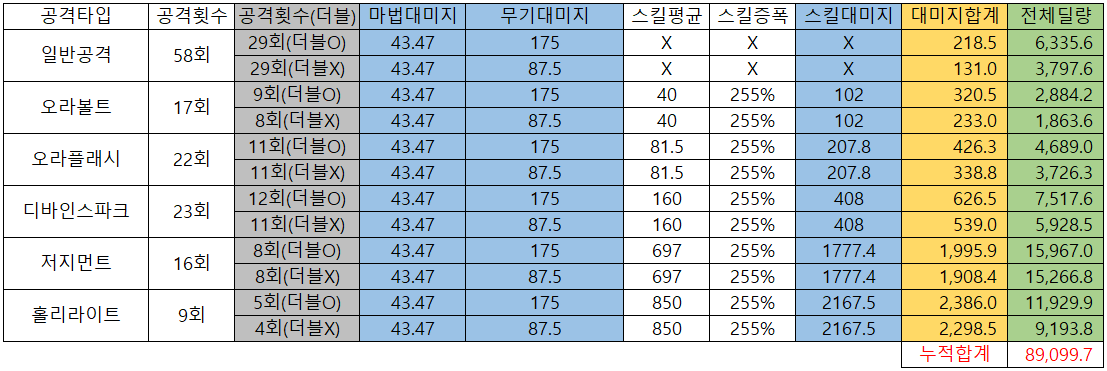 공격타입 공격횟수 공격횟수(더블) 마법대미지 무기대미지 스킬평균 스킬증폭 스킬대미지 대미지합계 전체딜량
일반공격 58회 29회(더블O) 43.47 175 X X X 218.5 6,335.6
29회(더블X) 43.47 87.5 X X X 131.0 3,797.6
오라볼트 17회 9회(더블O) 43.47 175 40 255% 102 320.5 2,884.2
8회(더블X) 43.47 87.5 40 255% 102 233.0 1,863.6
오라플래시 22회 11회(더블O) 43.47 175 81.5 255% 207.8 426.3 4,689.0
11회(더블X) 43.47 87.5 81.5 255% 207.8 338.8 3,726.3
디바인스파크 23회 12회(더블O) 43.47 175 160 255% 408 626.5 7,517.6
11회(더블X) 43.47 87.5 160 255% 408 539.0 5,928.5
저지먼트 16회 8회(더블O) 43.47 175 697 255% 1777.4 1,995.9 15,967.0
8회(더블X) 43.47 87.5 697 255% 1777.4 1,908.4 15,266.8
홀리라이트 9회 5회(더블O) 43.47 175 850 255% 2167.5 2,386.0 11,929.9
4회(더블X) 43.47 87.5 850 255% 2167.5 2,298.5 9,193.8
누적합계 89,099.7